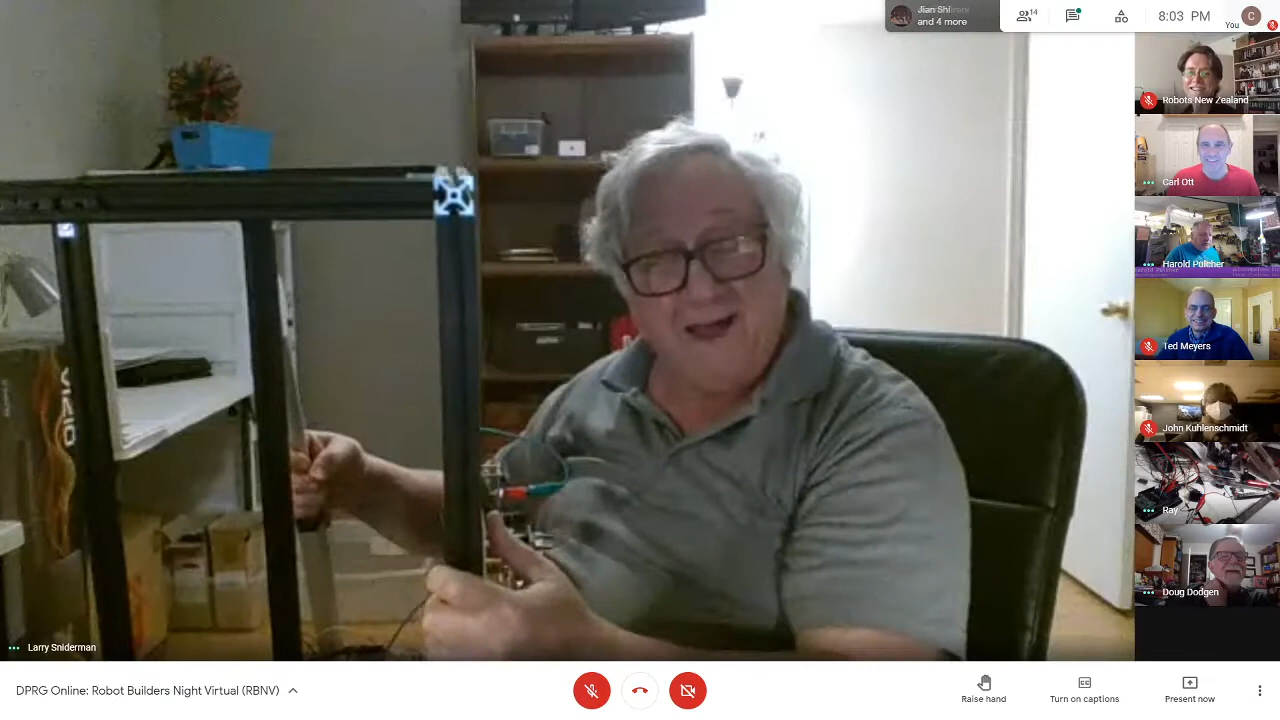 Jian Shi
and 4 more
14
8:03 PM
You
C
Robots New Zealand
Carl Ott
Harold Pulcher
Ted Meyers
John Kuhlenschmidt
Ray
Doug Dodgen
Larry Sniderman
DPRG Online: Robot Builders Night Virtual (RBNV)
Raise hand
CC
Turn on captions
Present now